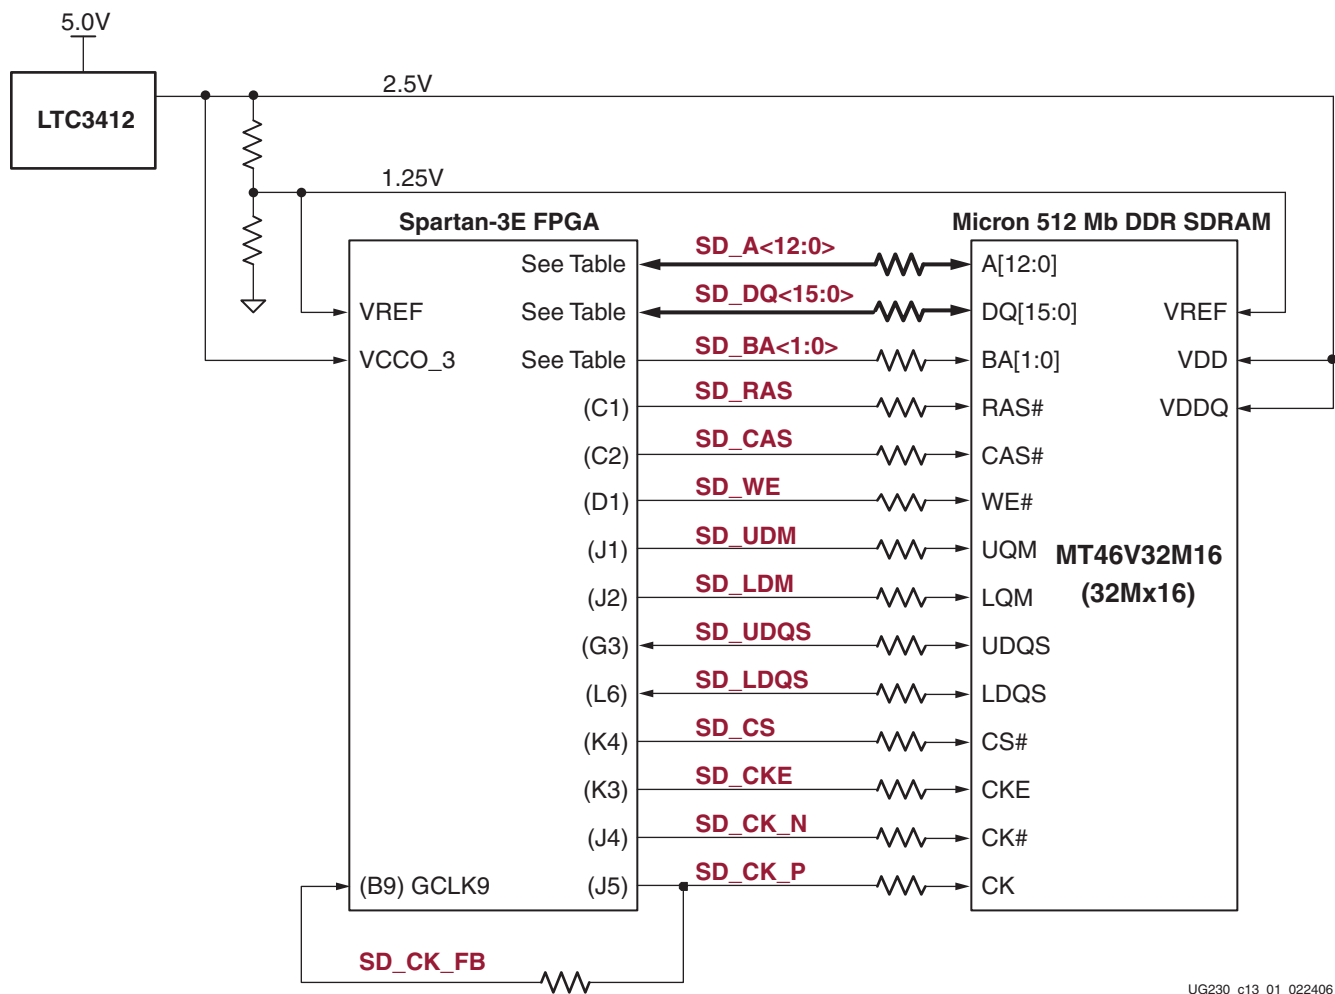 5.0V
LTC3412
2.5V
1.25V
Spartan-3E FPGA
Micron 512 Mb DDR SDRAM
See Table
SD_A<12:0>
A[12:0]
VREF
See Table
SD_DQ<15:0>
DQ[15:0]
VREF
VCCO_3
See Table
SD_BA<1:0>
BA[1:0]
VDD
(C1)
SD_RAS
RAS#
VDDQ
(C2)
SD_CAS
CAS#
(D1)
SD_WE
WE#
(J1)
SD_UDM
UQM
MT46V32M16
(32Mx16)
(J2)
SD_LDM
LQM
(G3)
SD_UDQS
UDQS
(L6)
SD_LDQS
LDQS
(K4)
SD_CS
CS#
(K3)
SD_CKE
CKE
(J4)
SD_CK_N
CK#
(B9) GCLK9
(J5)
SD_CK_P
CK
SD_CK_FB
UG230_c13_01_022406